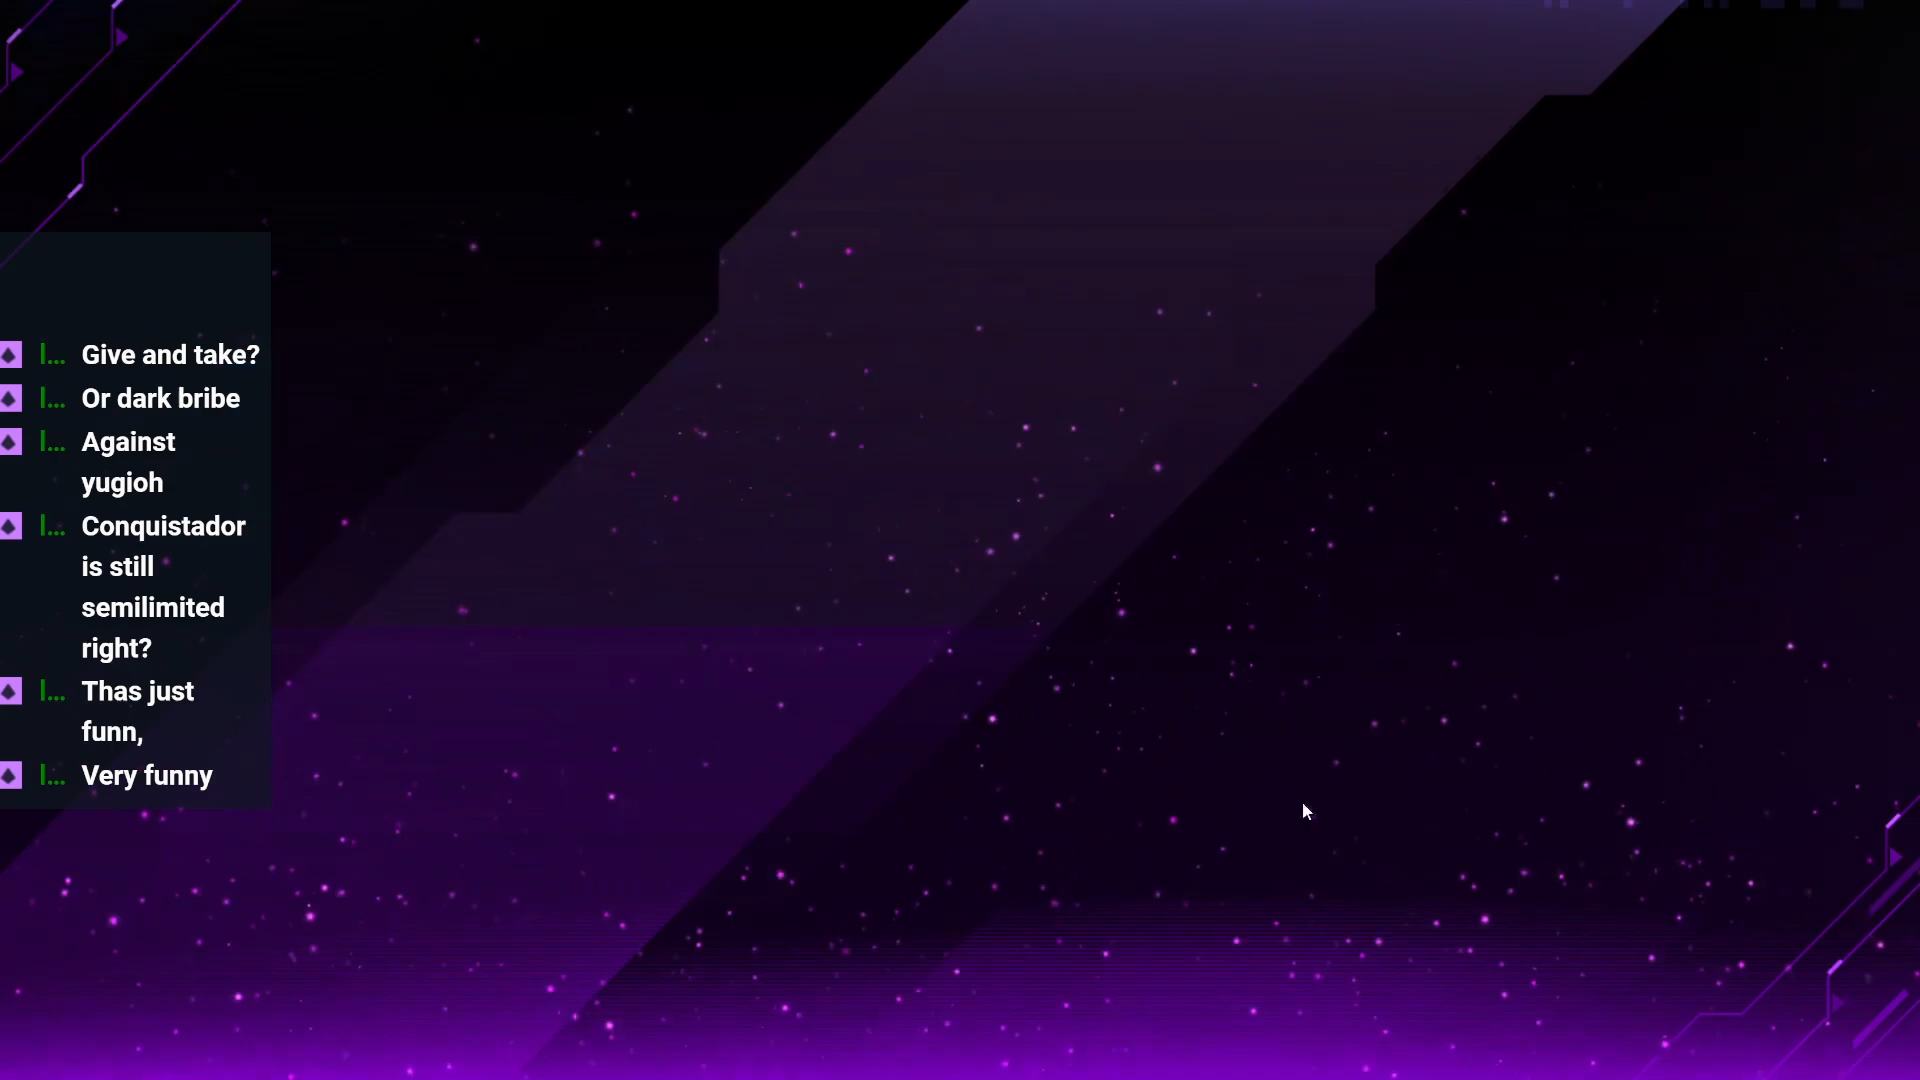 l... Give and take?
l... Or dark bribe
l... Against
yugioh
l... Conquistador
is still
semilimited
right?
l... Thas just
funn,
l... Very funny